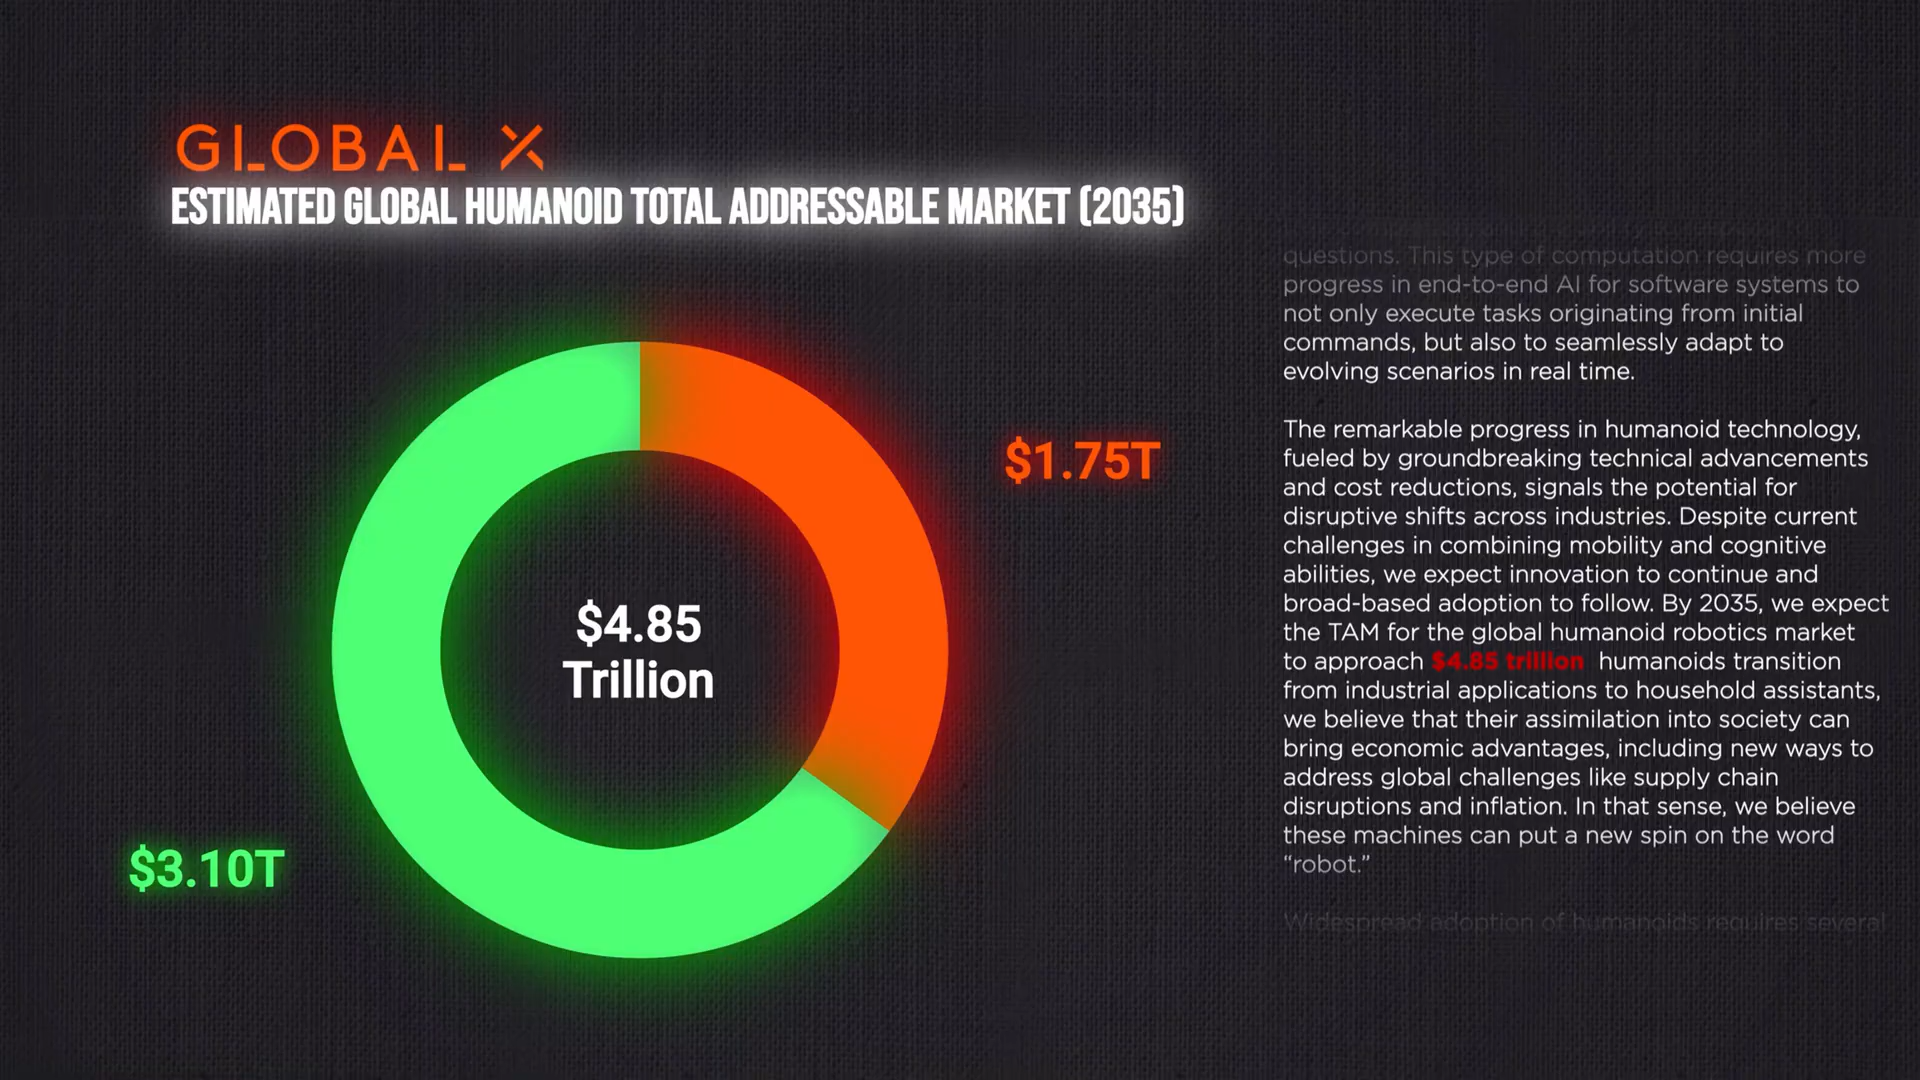 GLOBAL X
ESTIMATED GLOBAL HUMANOID TOTAL ADDRESSABLE MARKET (2035)
$1.75T
$4.85
Trillion
$3.10T
questions. This type of computation requires more
progress in end-to-end AI for software systems to
not only execute tasks originating from initial
commands, but also to seamlessly adapt to
evolving scenarios in real time.
The remarkable progress in humanoid technology,
fueled by groundbreaking technical advancements
and cost reductions, signals the potential for
disruptive shifts across industries. Despite current
challenges in combining mobility and cognitive
abilities, we expect innovation to continue and
broad-based adoption to follow. By 2035, we expect
the TAM for the global humanoid robotics market
to approach $4.85 trillion humanoids transition
from industrial applications to household assistants,
we believe that their assimilation into society can
bring economic advantages, including new ways to
address global challenges like supply chain
disruptions and inflation. In that sense, we believe
these machines can put a new spin on the word
“robot.”
Widespread adoption of humanoids requires several